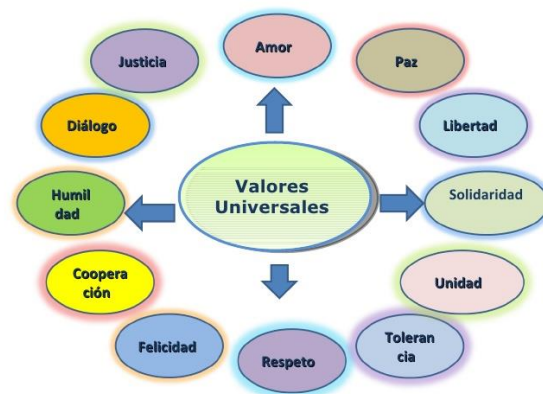 Amor
Paz
Justicia
Libertad
Diálogo
Valores
Universales
Solidaridad
Humil
dad
Coopera
ción
Unidad
Felicidad
Respeto
Toleran
cia